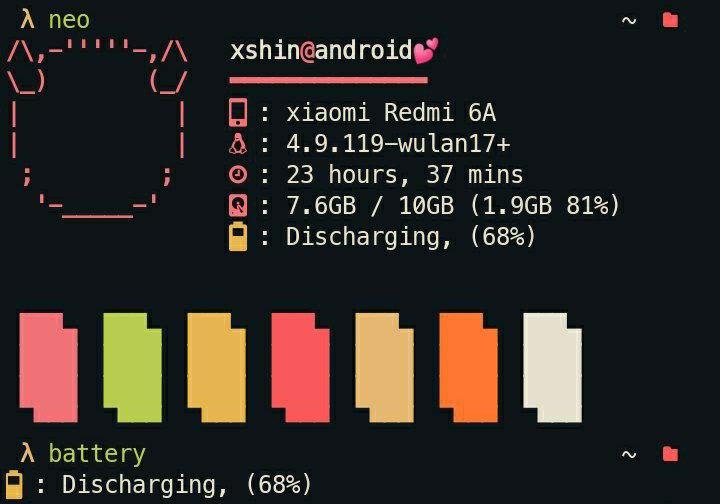 λ neo ~
/\,-'''''-,/\ xshin@android💕
\_) (_/
| | : xiaomi Redmi 6A
| | : 4.9.119-wulan17+
; ; : 23 hours, 37 mins
'-_____-' : 7.6GB / 10GB (1.9GB 81%)
: Discharging, (68%)
λ battery ~
: Discharging, (68%)